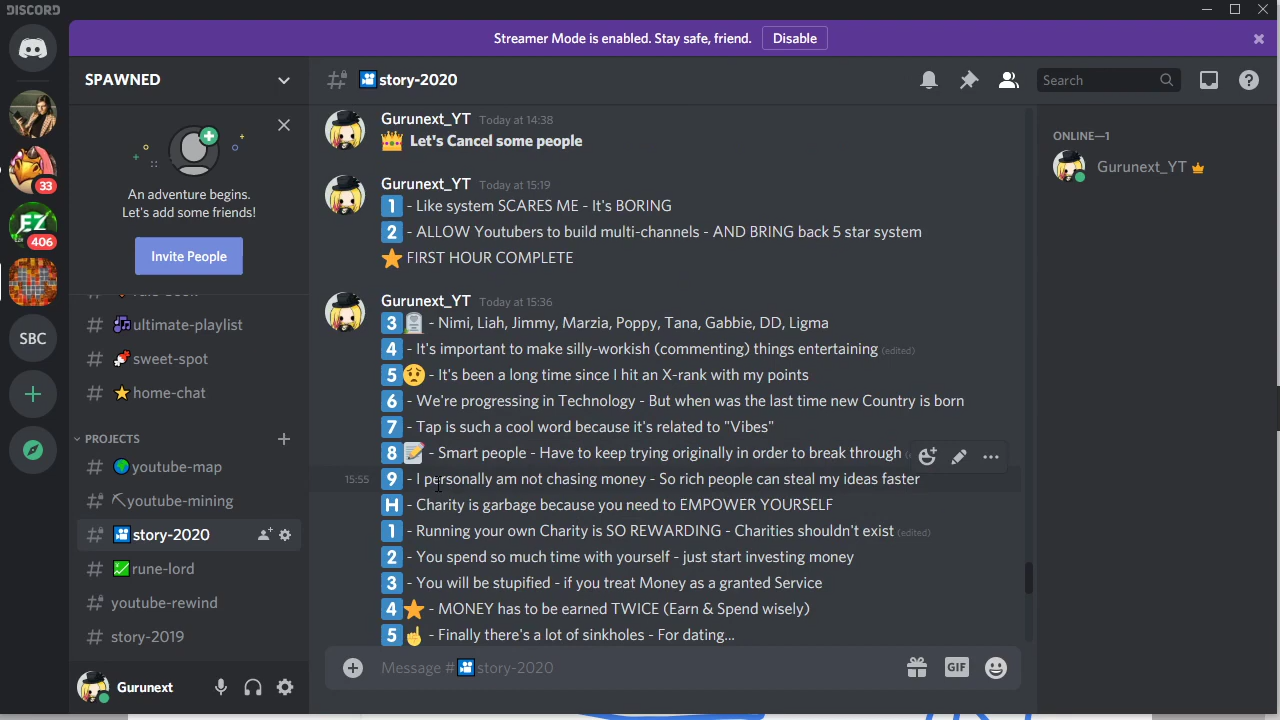 DISCORD
Streamer Mode is enabled. Stay safe, friend.
Disable
SPAWNED
story-2020
Search
33
EZ
406
SBC
An adventure begins.
Let's add some friends!
Invite People
ultimate-playlist
sweet-spot
home-chat
PROJECTS
youtube-map
youtube-mining
story-2020
rune-lord
youtube-rewind
story-2019
Gurunext
Gurunext_YT Today at 14:38
Let's Cancel some people
Gurunext_YT Today at 15:19
1 - Like system SCARES ME - It's BORING
2 - ALLOW Youtubers to build multi-channels - AND BRING back 5 star system
FIRST HOUR COMPLETE
Gurunext_YT Today at 15:36
3 - Nimi, Liah, Jimmy, Marzia, Poppy, Tana, Gabbie, DD, Ligma
4 - It's important to make silly-workish (commenting) things entertaining (edited)
5 - It's been a long time since I hit an X-rank with my points
6 - We're progressing in Technology - But when was the last time new Country is born
7 - Tap is such a cool word because it's related to "Vibes"
8 - Smart people - Have to keep trying originally in order to break through
15:55 9 - I personally am not chasing money - So rich people can steal my ideas faster
H - Charity is garbage because you need to EMPOWER YOURSELF
1 - Running your own Charity is SO REWARDING - Charities shouldn't exist (edited)
2 - You spend so much time with yourself - just start investing money
3 - You will be stupified - if you treat Money as a granted Service
4 - MONEY has to be earned TWICE (Earn & Spend wisely)
5 - Finally there's a lot of sinkholes - For dating...
Message # story-2020
GIF
ONLINE—1
Gurunext_YT